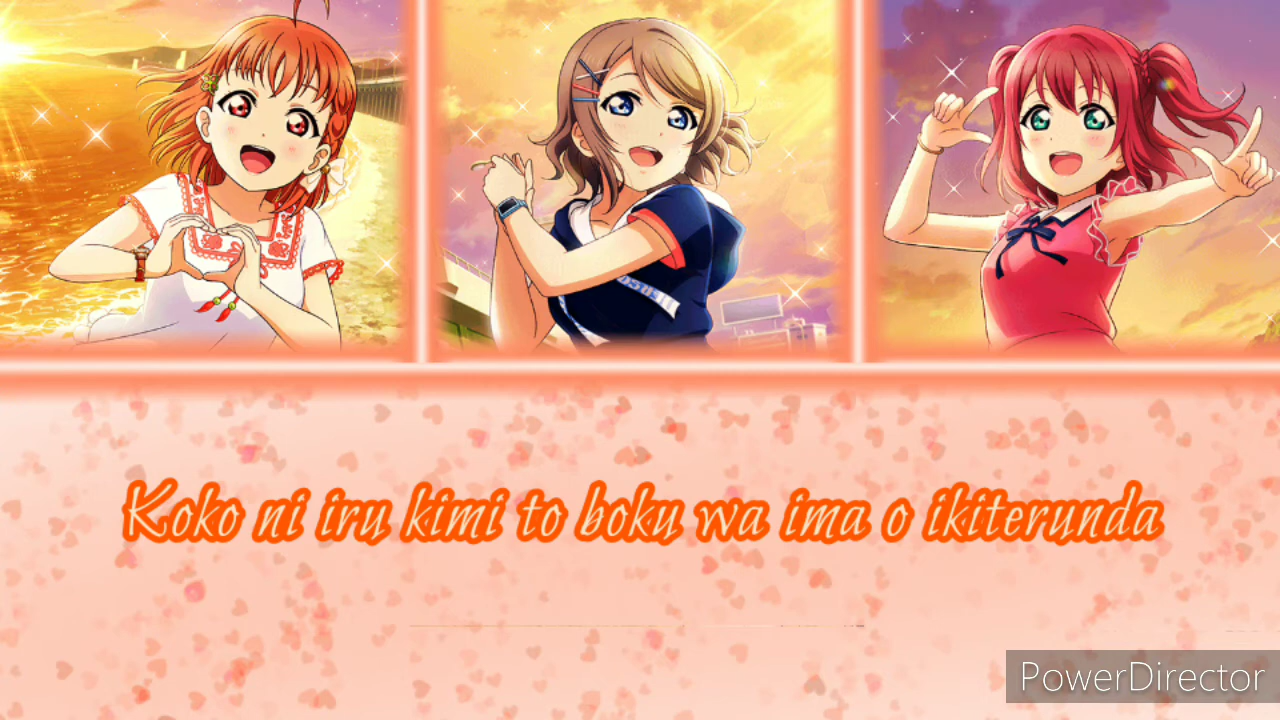 Koko ni iru kimi to boku wa ima o ikiterunda
PowerDirector